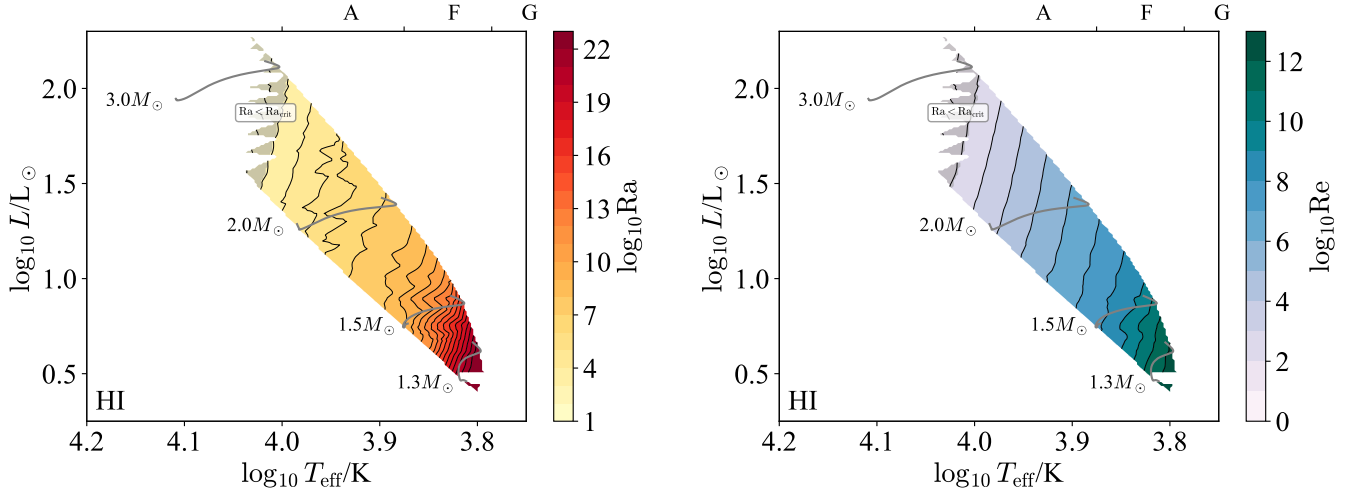 A F G
2.0
1.5
1.0
0.5
log₁₀ L/L☉
3.0M☉
Ra < Ra_crit
2.0M☉
1.5M☉
1.3M☉
HI
4.2 4.1 4.0 3.9 3.8
log₁₀ T_eff/K
22
19
16
13
10
7
4
1
log₁₀Ra
A F G
2.0
1.5
1.0
0.5
log₁₀ L/L☉
3.0M☉
Ra < Ra_crit
2.0M☉
1.5M☉
1.3M☉
HI
4.2 4.1 4.0 3.9 3.8
log₁₀ T_eff/K
12
10
8
6
4
2
0
log₁₀Re